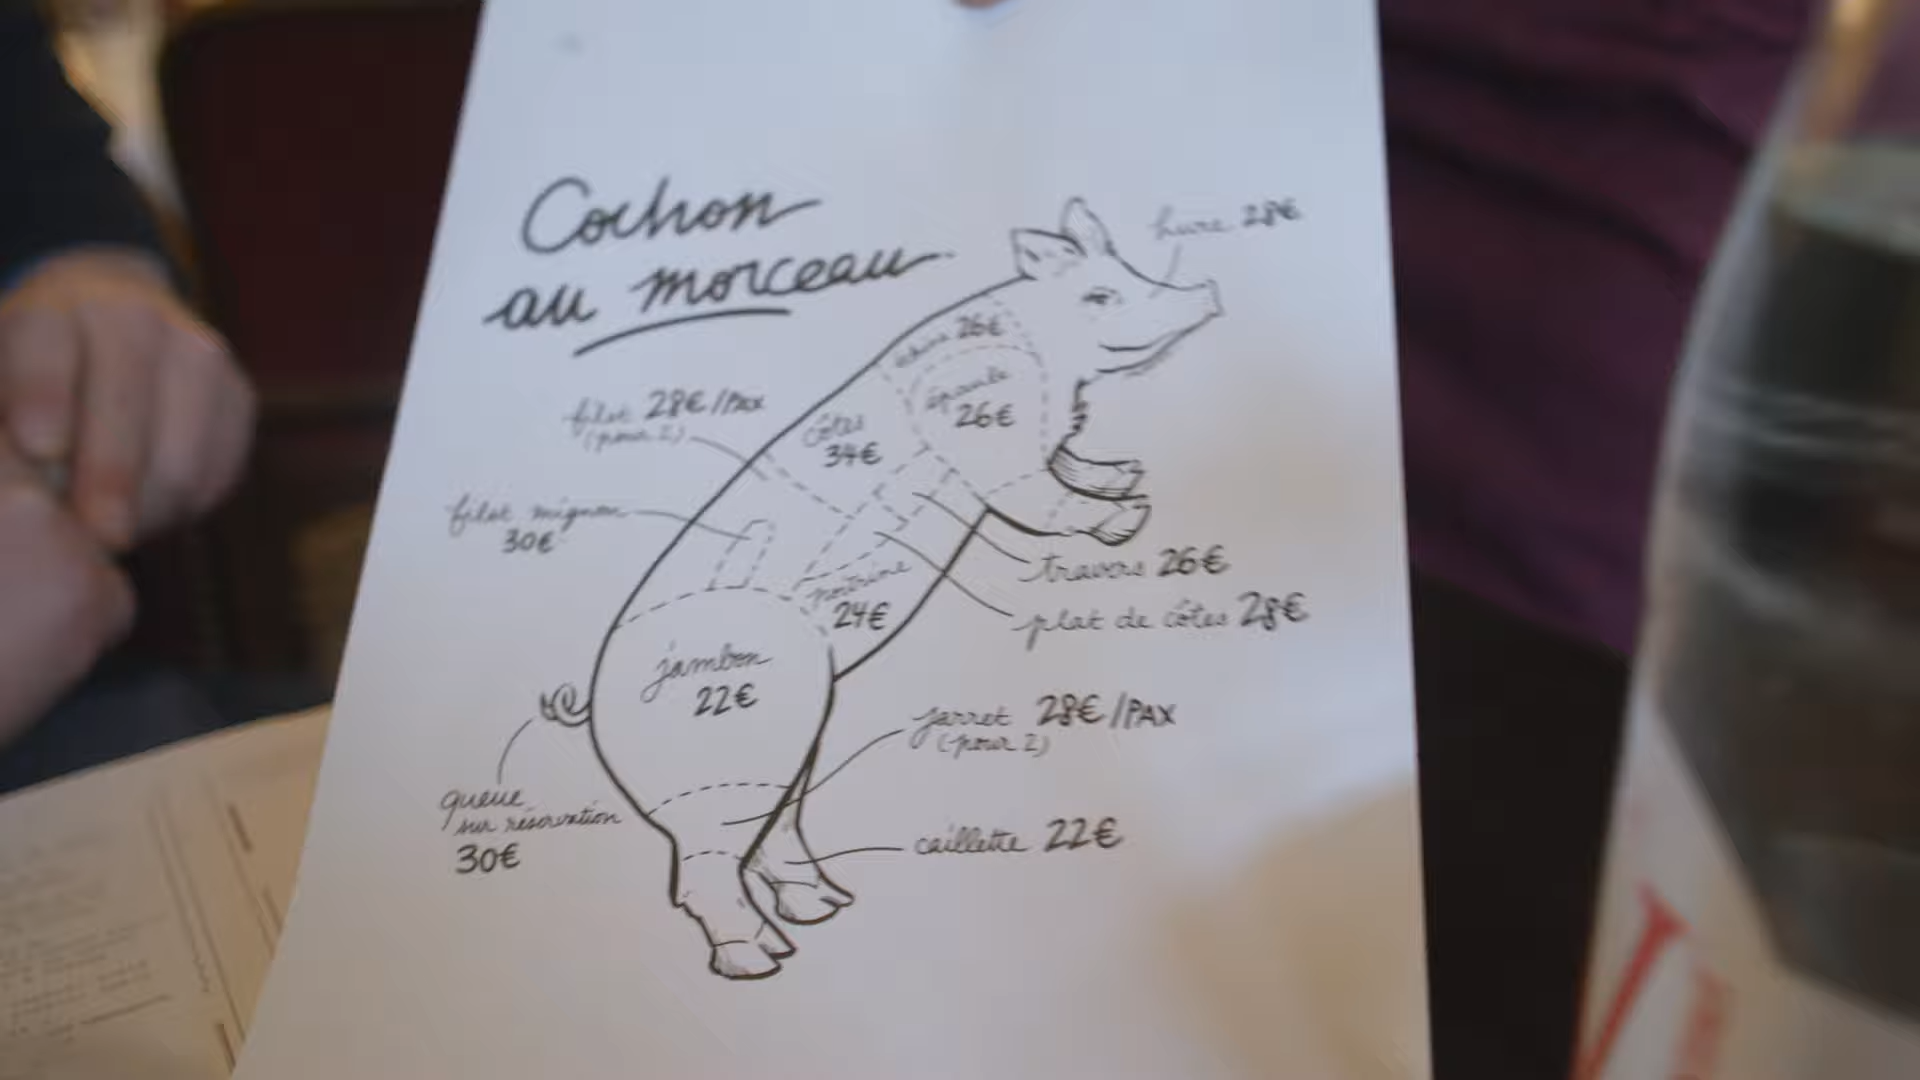 Cochon
au morceau
hure 28€
échine 26€
épaule
26€
côtes
34€
filet 28€/PAX
(pour 2)
filet mignon
30€
travers 26€
plat de côtes 28€
poitrine
24€
jambon
22€
jarret 28€/PAX
(pour 2)
queue
sur réservation
30€
caillette 22€